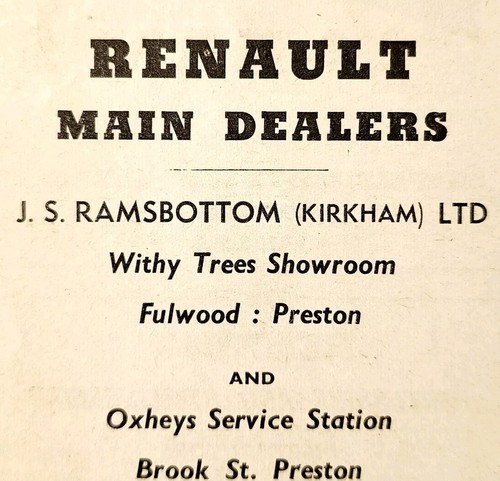 RENAULT
MAIN DEALERS
J. S. RAMSBOTTOM (KIRKHAM) LTD
Withy Trees Showroom
Fulwood : Preston
AND
Oxheys Service Station
Brook St. Preston